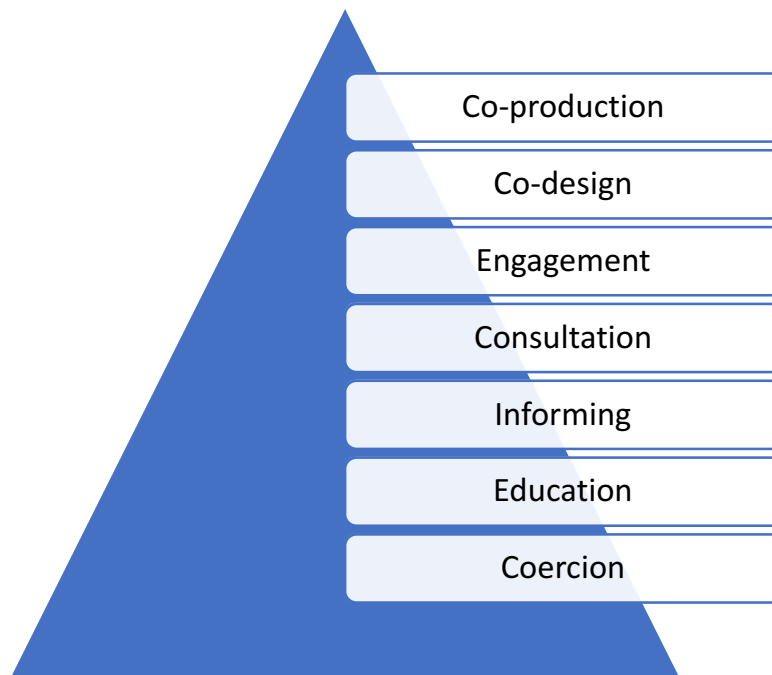 Co-production
Co-design
Engagement
Consultation
Informing
Education
Coercion